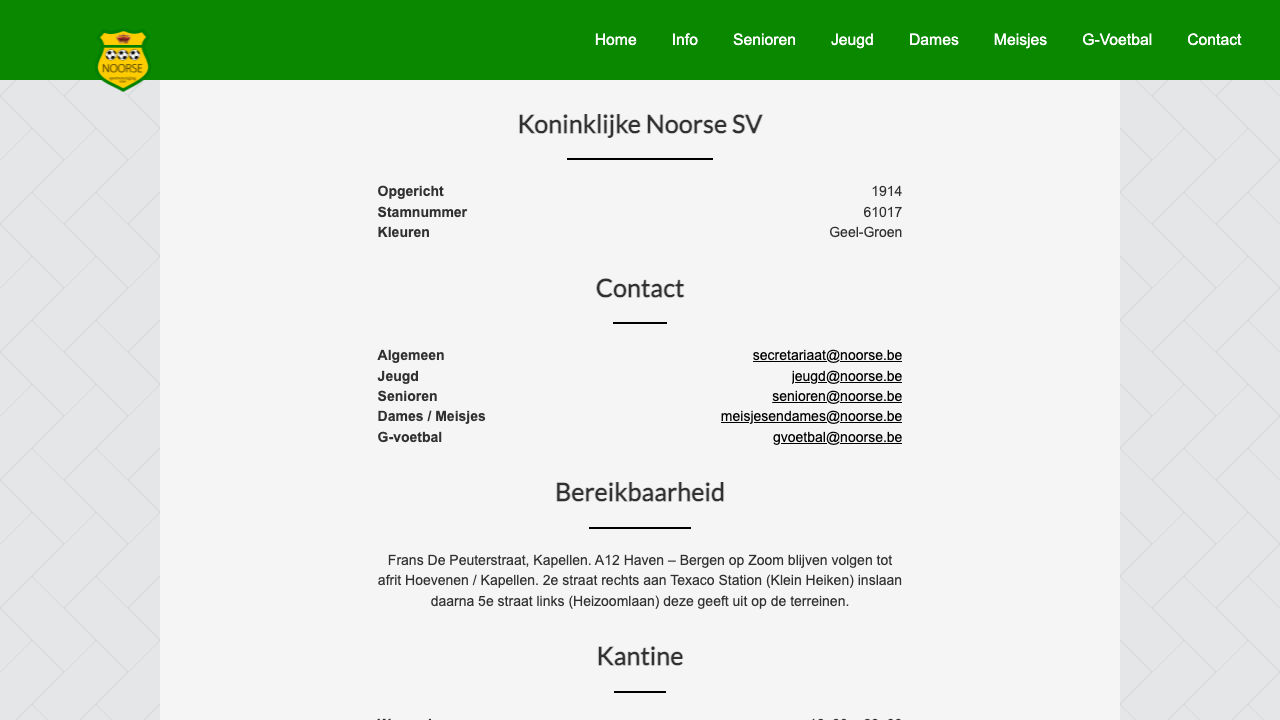 NOORSE
Home Info Senioren Jeugd Dames Meisjes G-Voetbal Contact
Koninklijke Noorse SV
Opgericht 1914
Stamnummer 61017
Kleuren Geel-Groen
Contact
Algemeen secretariaat@noorse.be
Jeugd jeugd@noorse.be
Senioren senioren@noorse.be
Dames / Meisjes meisjesendames@noorse.be
G-voetbal gvoetbal@noorse.be
Bereikbaarheid
Frans De Peuterstraat, Kapellen. A12 Haven – Bergen op Zoom blijven volgen tot
afrit Hoevenen / Kapellen. 2e straat rechts aan Texaco Station (Klein Heiken) inslaan
daarna 5e straat links (Heizoomlaan) deze geeft uit op de terreinen.
Kantine